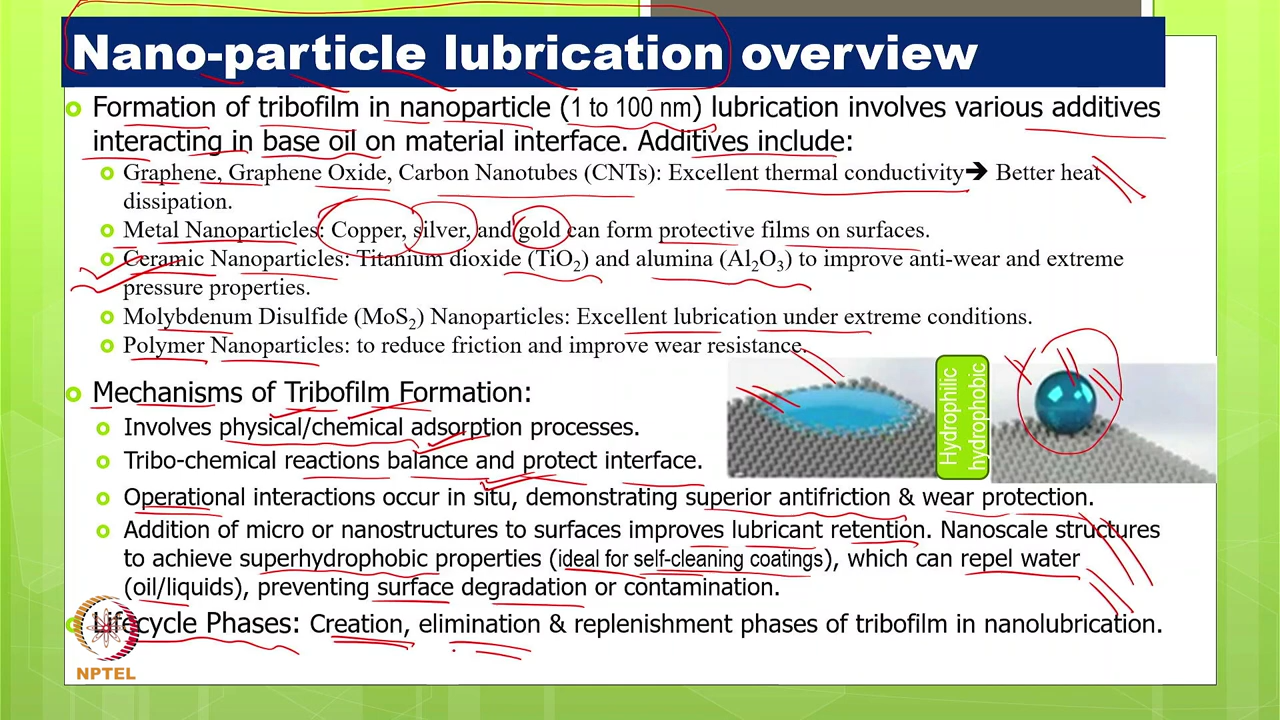 Nano-particle lubrication overview
Formation of tribofilm in nanoparticle (1 to 100 nm) lubrication involves various additives
interacting in base oil on material interface. Additives include:
Graphene, Graphene Oxide, Carbon Nanotubes (CNTs): Excellent thermal conductivity➔ Better heat
dissipation.
Metal Nanoparticles: Copper, silver, and gold can form protective films on surfaces.
Ceramic Nanoparticles: Titanium dioxide (TiO₂) and alumina (Al₂O₃) to improve anti-wear and extreme
pressure properties.
Molybdenum Disulfide (MoS₂) Nanoparticles: Excellent lubrication under extreme conditions.
Polymer Nanoparticles: to reduce friction and improve wear resistance.
Mechanisms of Tribofilm Formation:
Involves physical/chemical adsorption processes.
Tribo-chemical reactions balance and protect interface.
Hydrophilic
hydrophobic
Operational interactions occur in situ, demonstrating superior antifriction & wear protection.
Addition of micro or nanostructures to surfaces improves lubricant retention. Nanoscale structures
to achieve superhydrophobic properties (ideal for self-cleaning coatings), which can repel water
(oil/liquids), preventing surface degradation or contamination.
Lifecycle Phases: Creation, elimination & replenishment phases of tribofilm in nanolubrication.
NPTEL